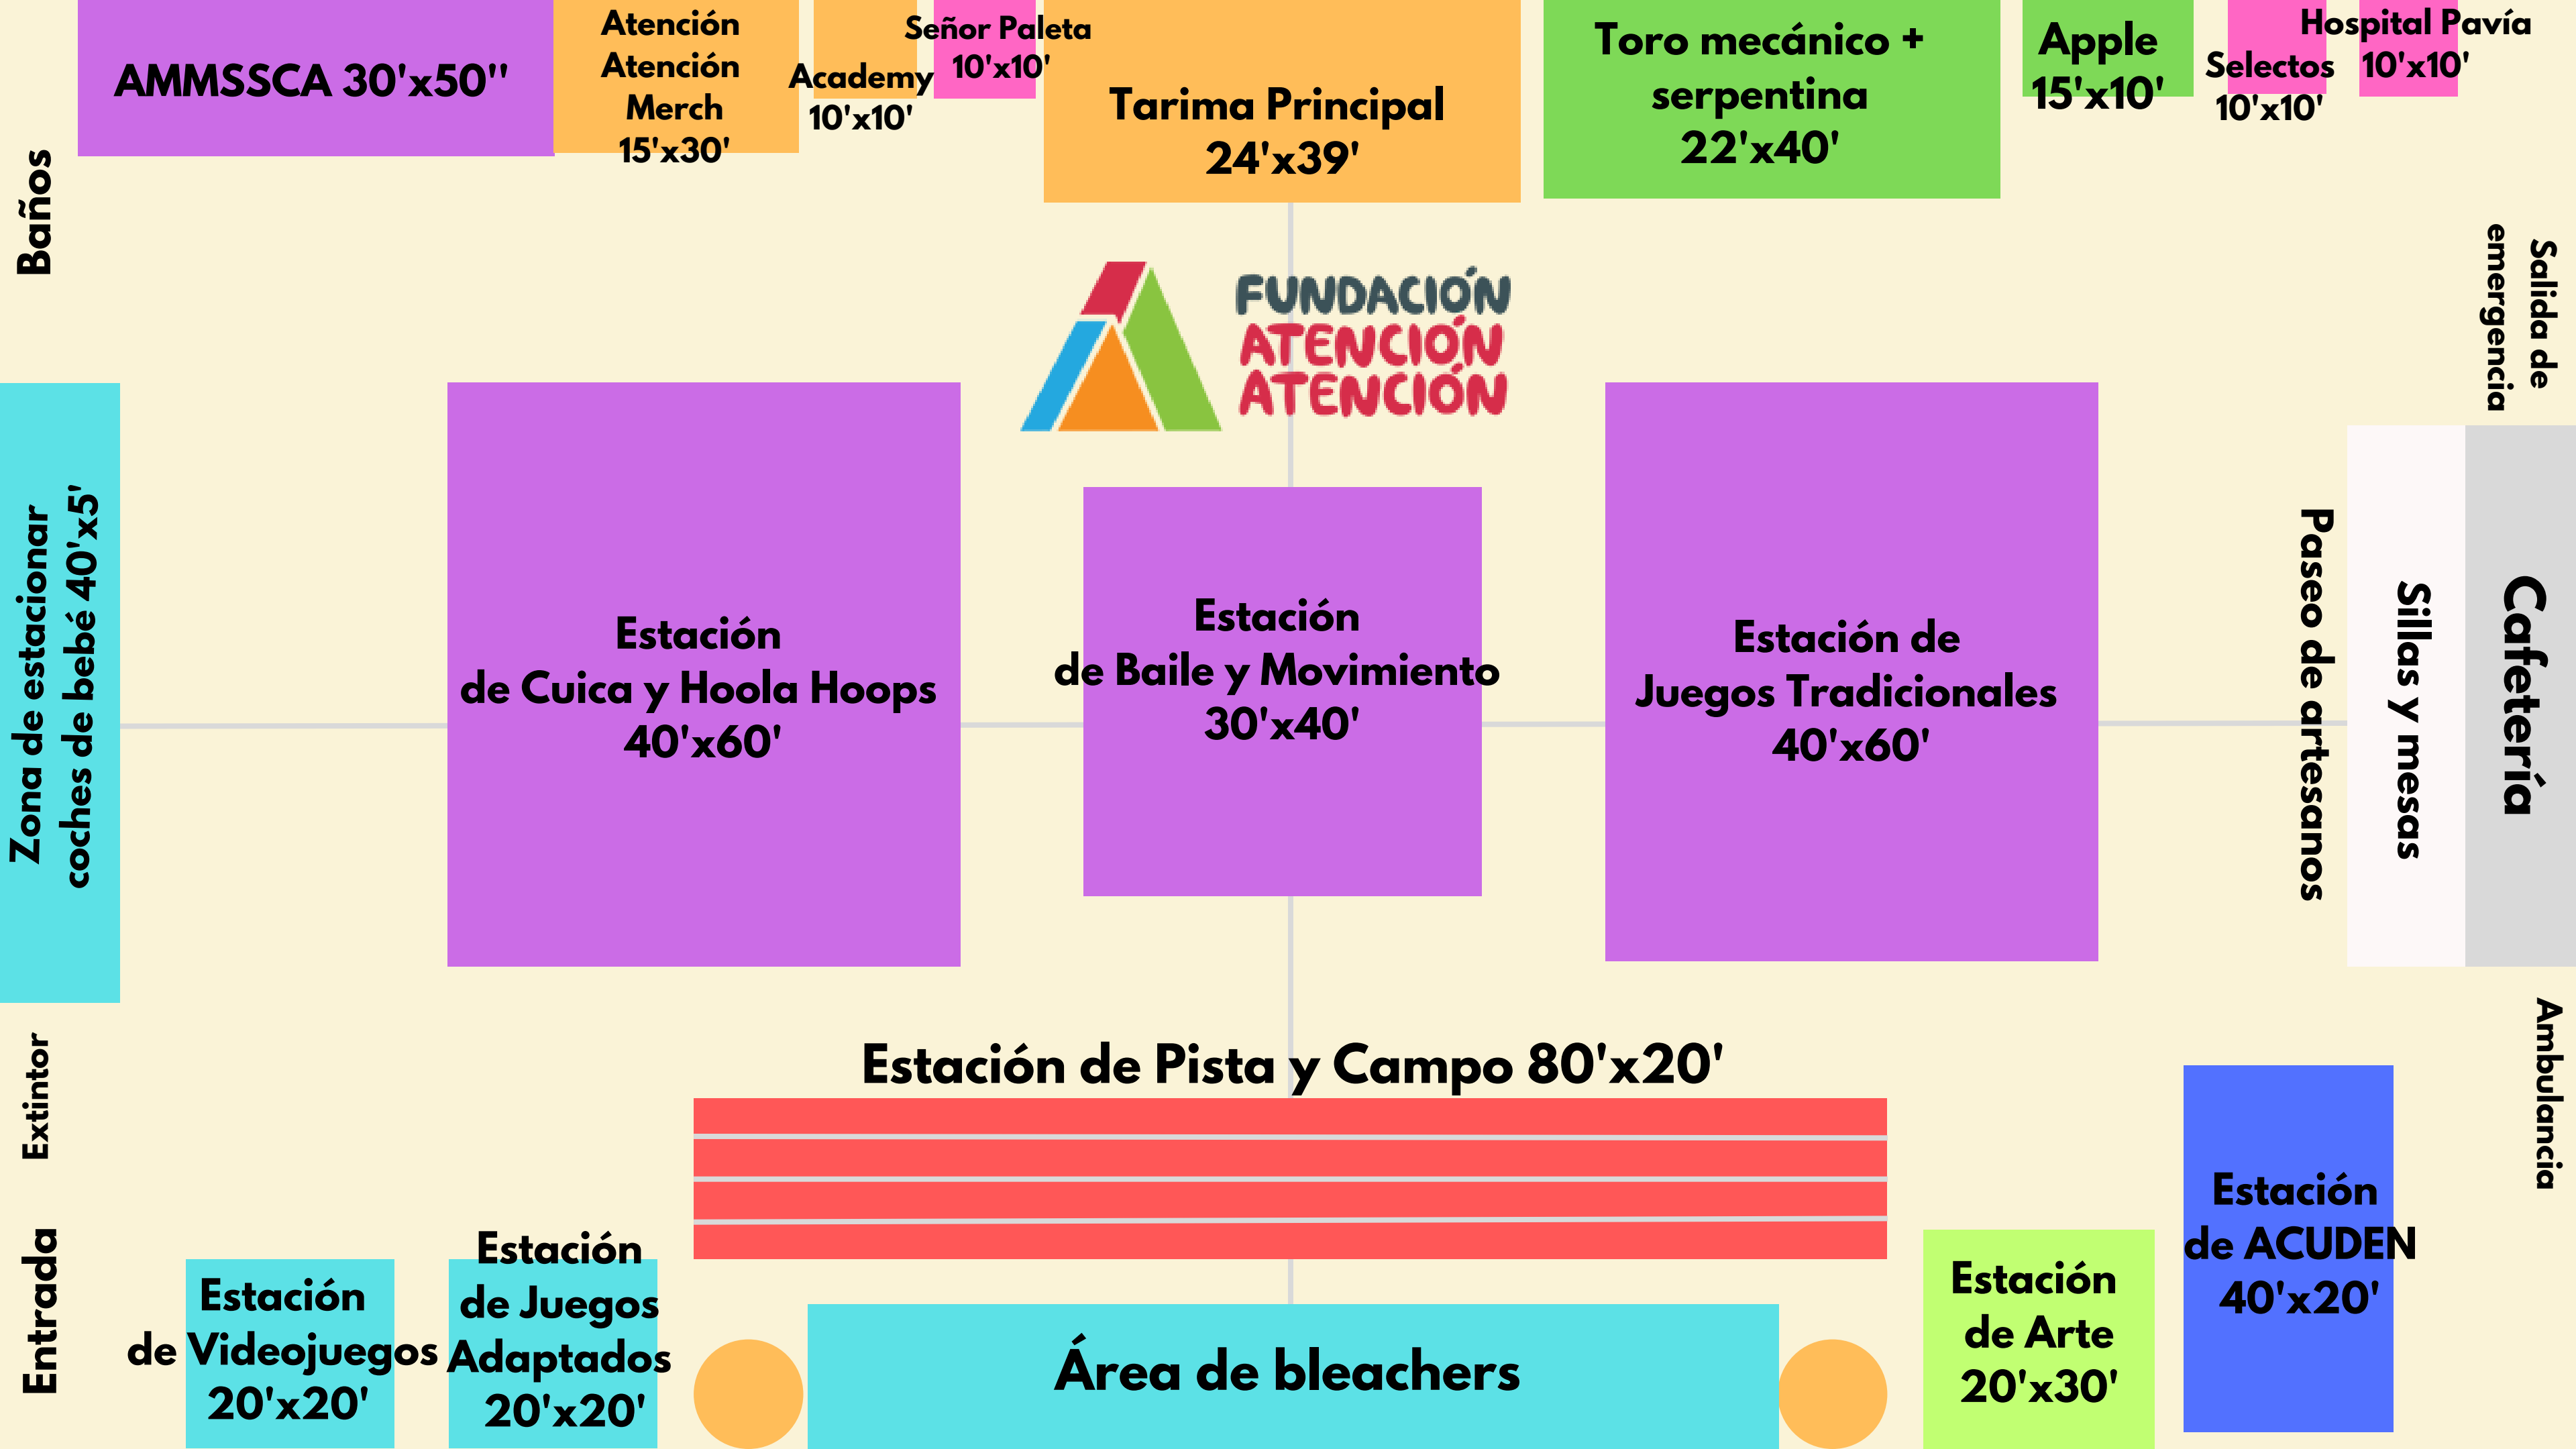 AMMSSCA 30'x50''
Atención
Atención
Merch
15'x30'
Academy
10'x10'
Señor Paleta
10'x10'
Tarima Principal
24'x39'
Toro mecánico +
serpentina
22'x40'
Apple
15'x10'
Selectos
10'x10'
Hospital Pavía
10'x10'
Baños
Salida de
emergencia
FUNDACIÓN
ATENCIÓN
ATENCIÓN
Zona de estacionar
coches de bebé 40'x5'
Estación
de Cuica y Hoola Hoops
40'x60'
Estación
de Baile y Movimiento
30'x40'
Estación de
Juegos Tradicionales
40'x60'
Paseo de artesanos
Sillas y mesas
Cafetería
Extintor
Estación de Pista y Campo 80'x20'
Ambulancia
Entrada
Estación
de Videojuegos
20'x20'
Estación
de Juegos
Adaptados
20'x20'
Área de bleachers
Estación
de Arte
20'x30'
Estación
de ACUDEN
40'x20'